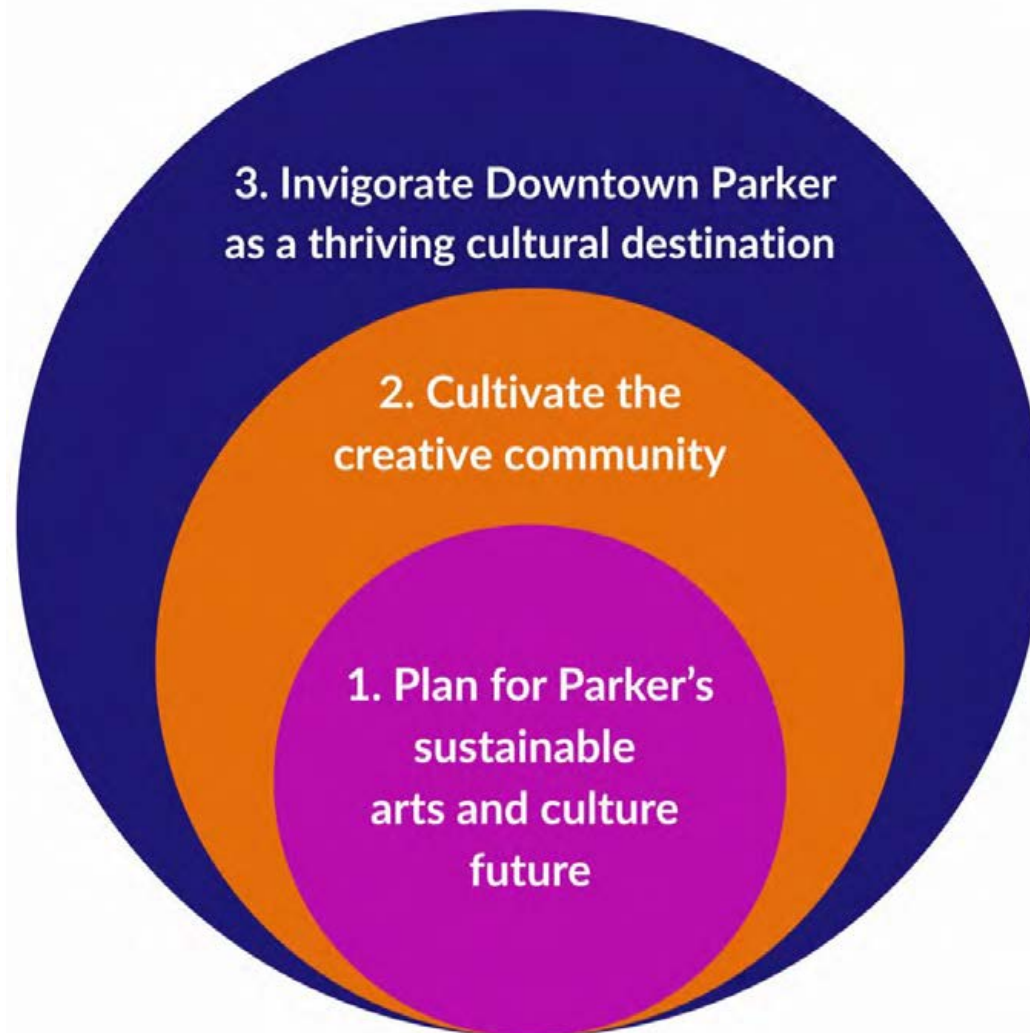 3. Invigorate Downtown Parker
as a thriving cultural destination
2. Cultivate the
creative community
1. Plan for Parker’s
sustainable
arts and culture
future